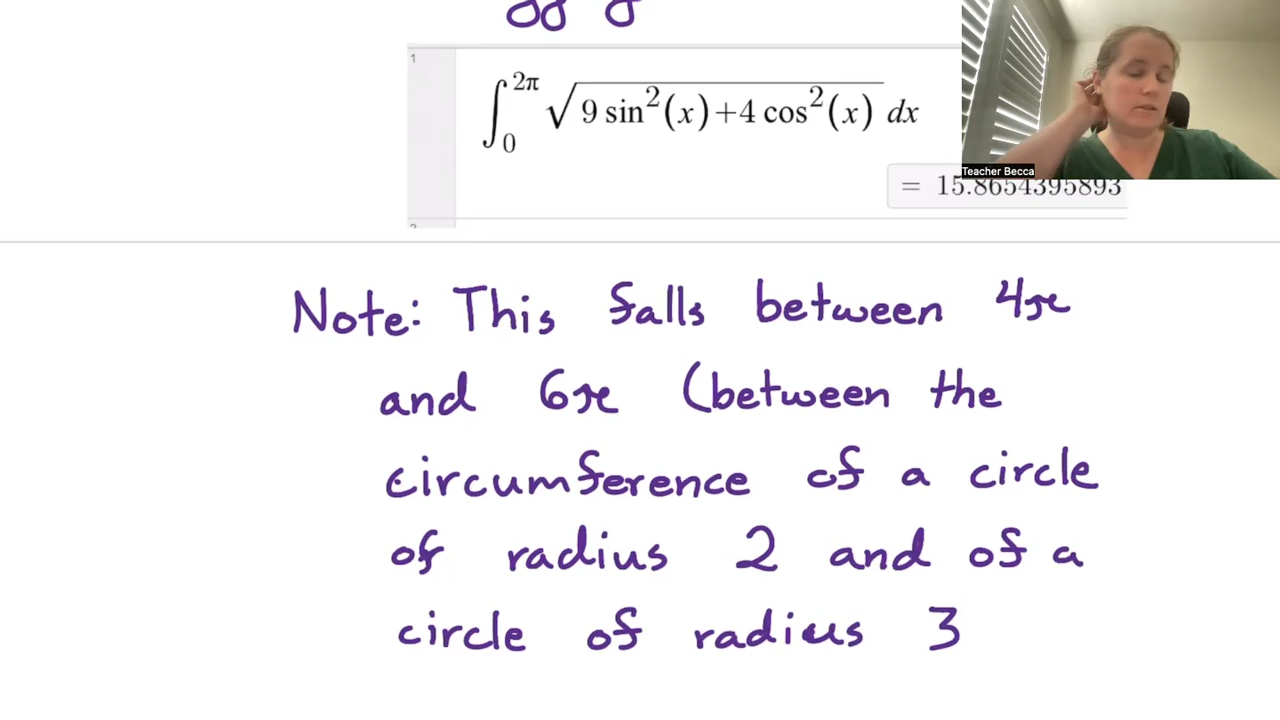 1
∫₀^2π √(9 sin²(x)+4 cos²(x)) dx
Teacher Becca
= 15.8654395893
Note: This falls between 4π
and 6π (between the
circumference of a circle
of radius 2 and of a
circle of radius 3